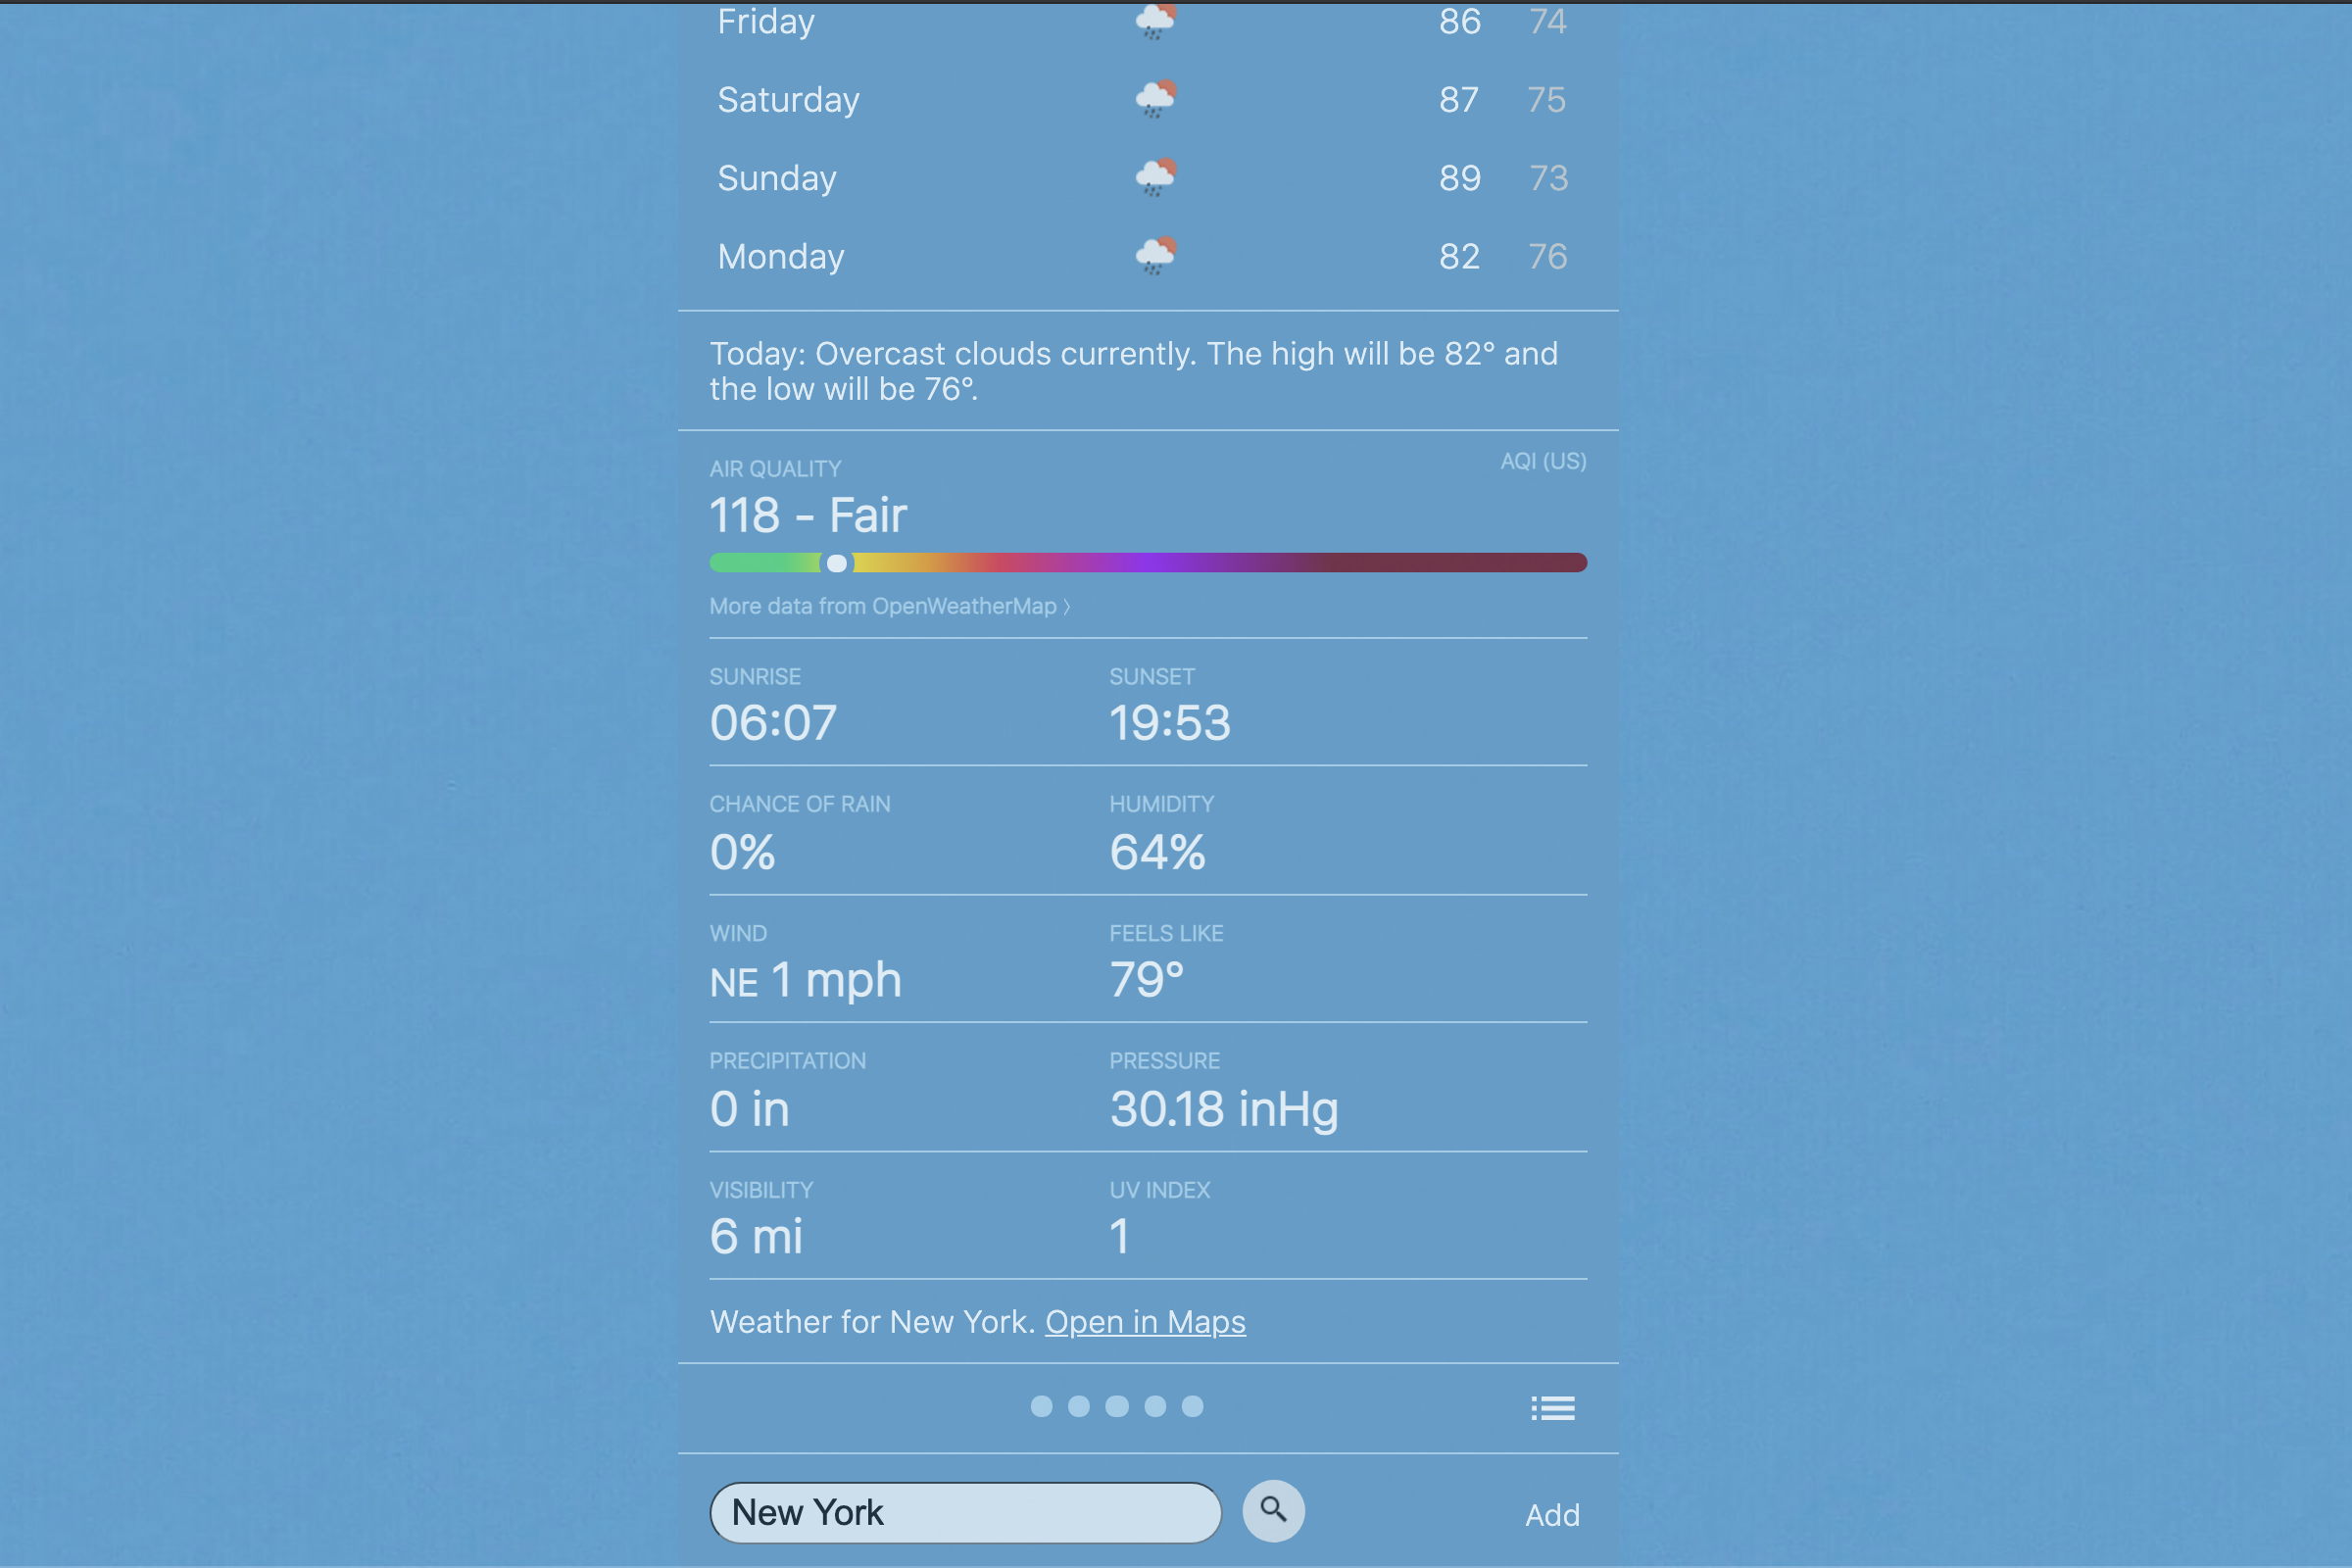 Friday 86 74
Saturday 87 75
Sunday 89 73
Monday 82 76
Today: Overcast clouds currently. The high will be 82° and
the low will be 76°.
AIR QUALITY AQI (US)
118 - Fair
More data from OpenWeatherMap 〉
SUNRISE SUNSET
06:07 19:53
CHANCE OF RAIN HUMIDITY
0% 64%
WIND FEELS LIKE
NE 1 mph 79°
PRECIPITATION PRESSURE
0 in 30.18 inHg
VISIBILITY UV INDEX
6 mi 1
Weather for New York. Open in Maps
New York Add